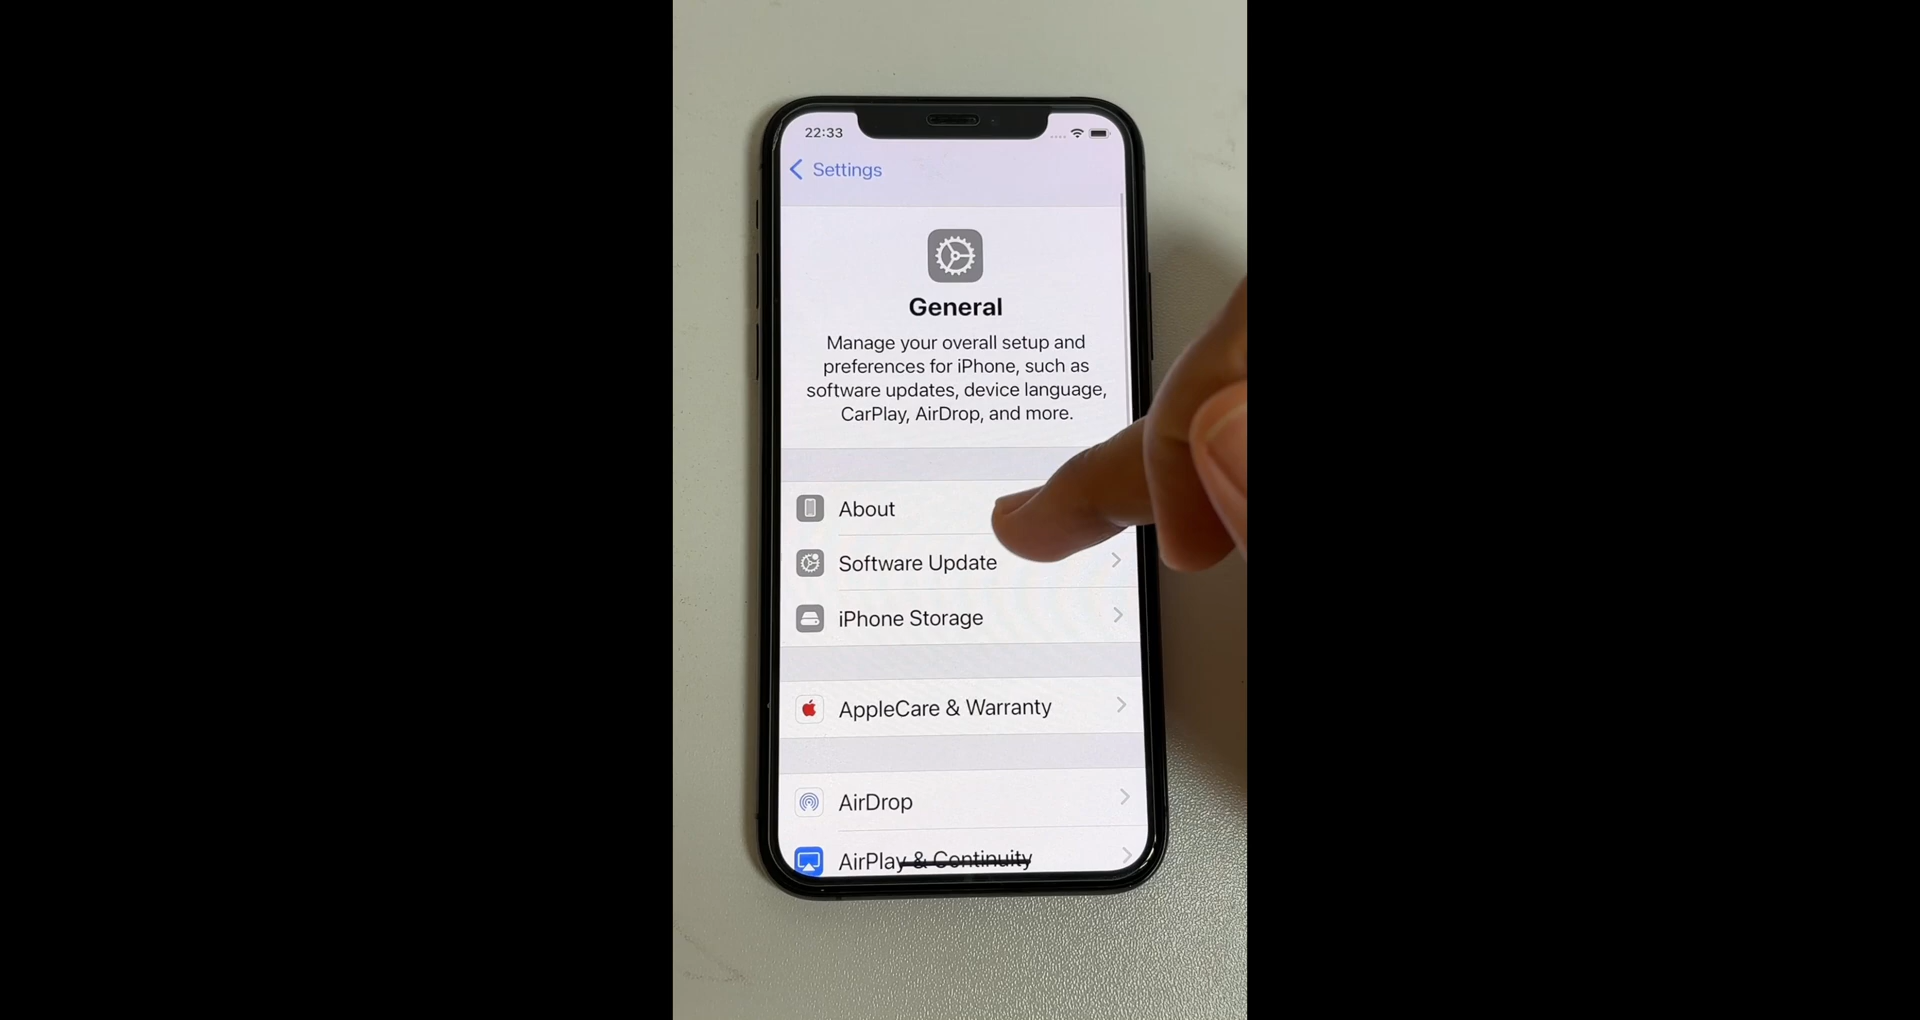 22:33
Settings
General
Manage your overall setup and
preferences for iPhone, such as
software updates, device language,
CarPlay, AirDrop, and more.
About
Software Update
iPhone Storage
AppleCare & Warranty
AirDrop
AirPlay & Continuity